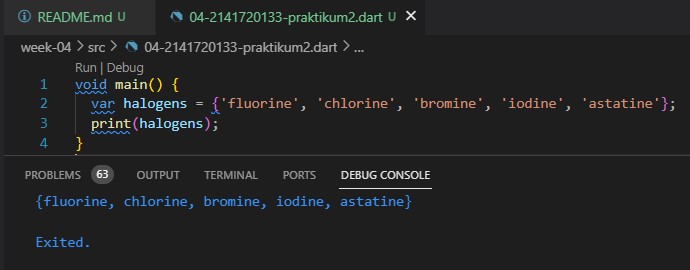 README.md U
04-2141720133-praktikum2.dart U
week-04 > src > 04-2141720133-praktikum2.dart > ...
Run | Debug
1 void main() {
2 var halogens = {'fluorine', 'chlorine', 'bromine', 'iodine', 'astatine'};
3 print(halogens);
4 }
PROBLEMS 63 OUTPUT TERMINAL PORTS DEBUG CONSOLE
{fluorine, chlorine, bromine, iodine, astatine}
Exited.